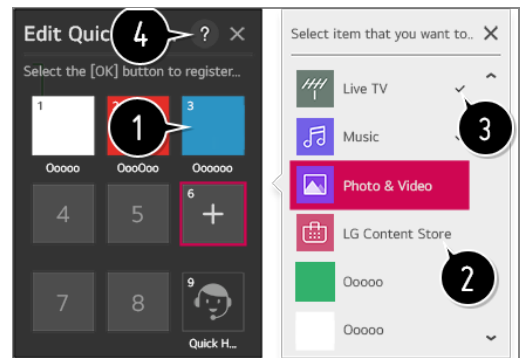 Edit Quic
4
?
Select the [OK] button to register...
1
3
1
Ooooo
OooOoo
Oooooo
4
5
6
7
8
9
Quick H...
Select item that you want to..
Live TV
3
Music
Photo & Video
LG Content Store
2
Ooooo
Ooooo